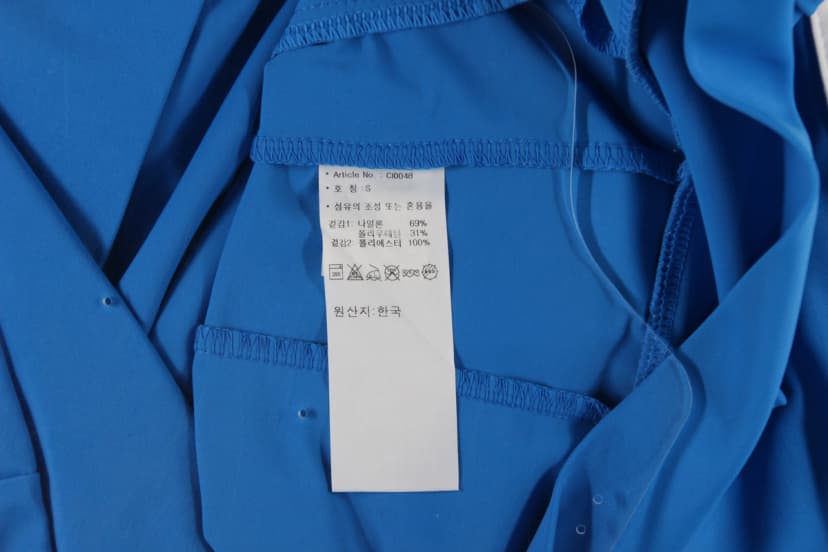 • Article No. : CI0048
• 호 칭 : S
• 섬유의 조성 또는 혼용율
겉감1: 나일론 69%
폴리우레탄 31%
겉감2: 폴리에스터 100%
원산지:한국